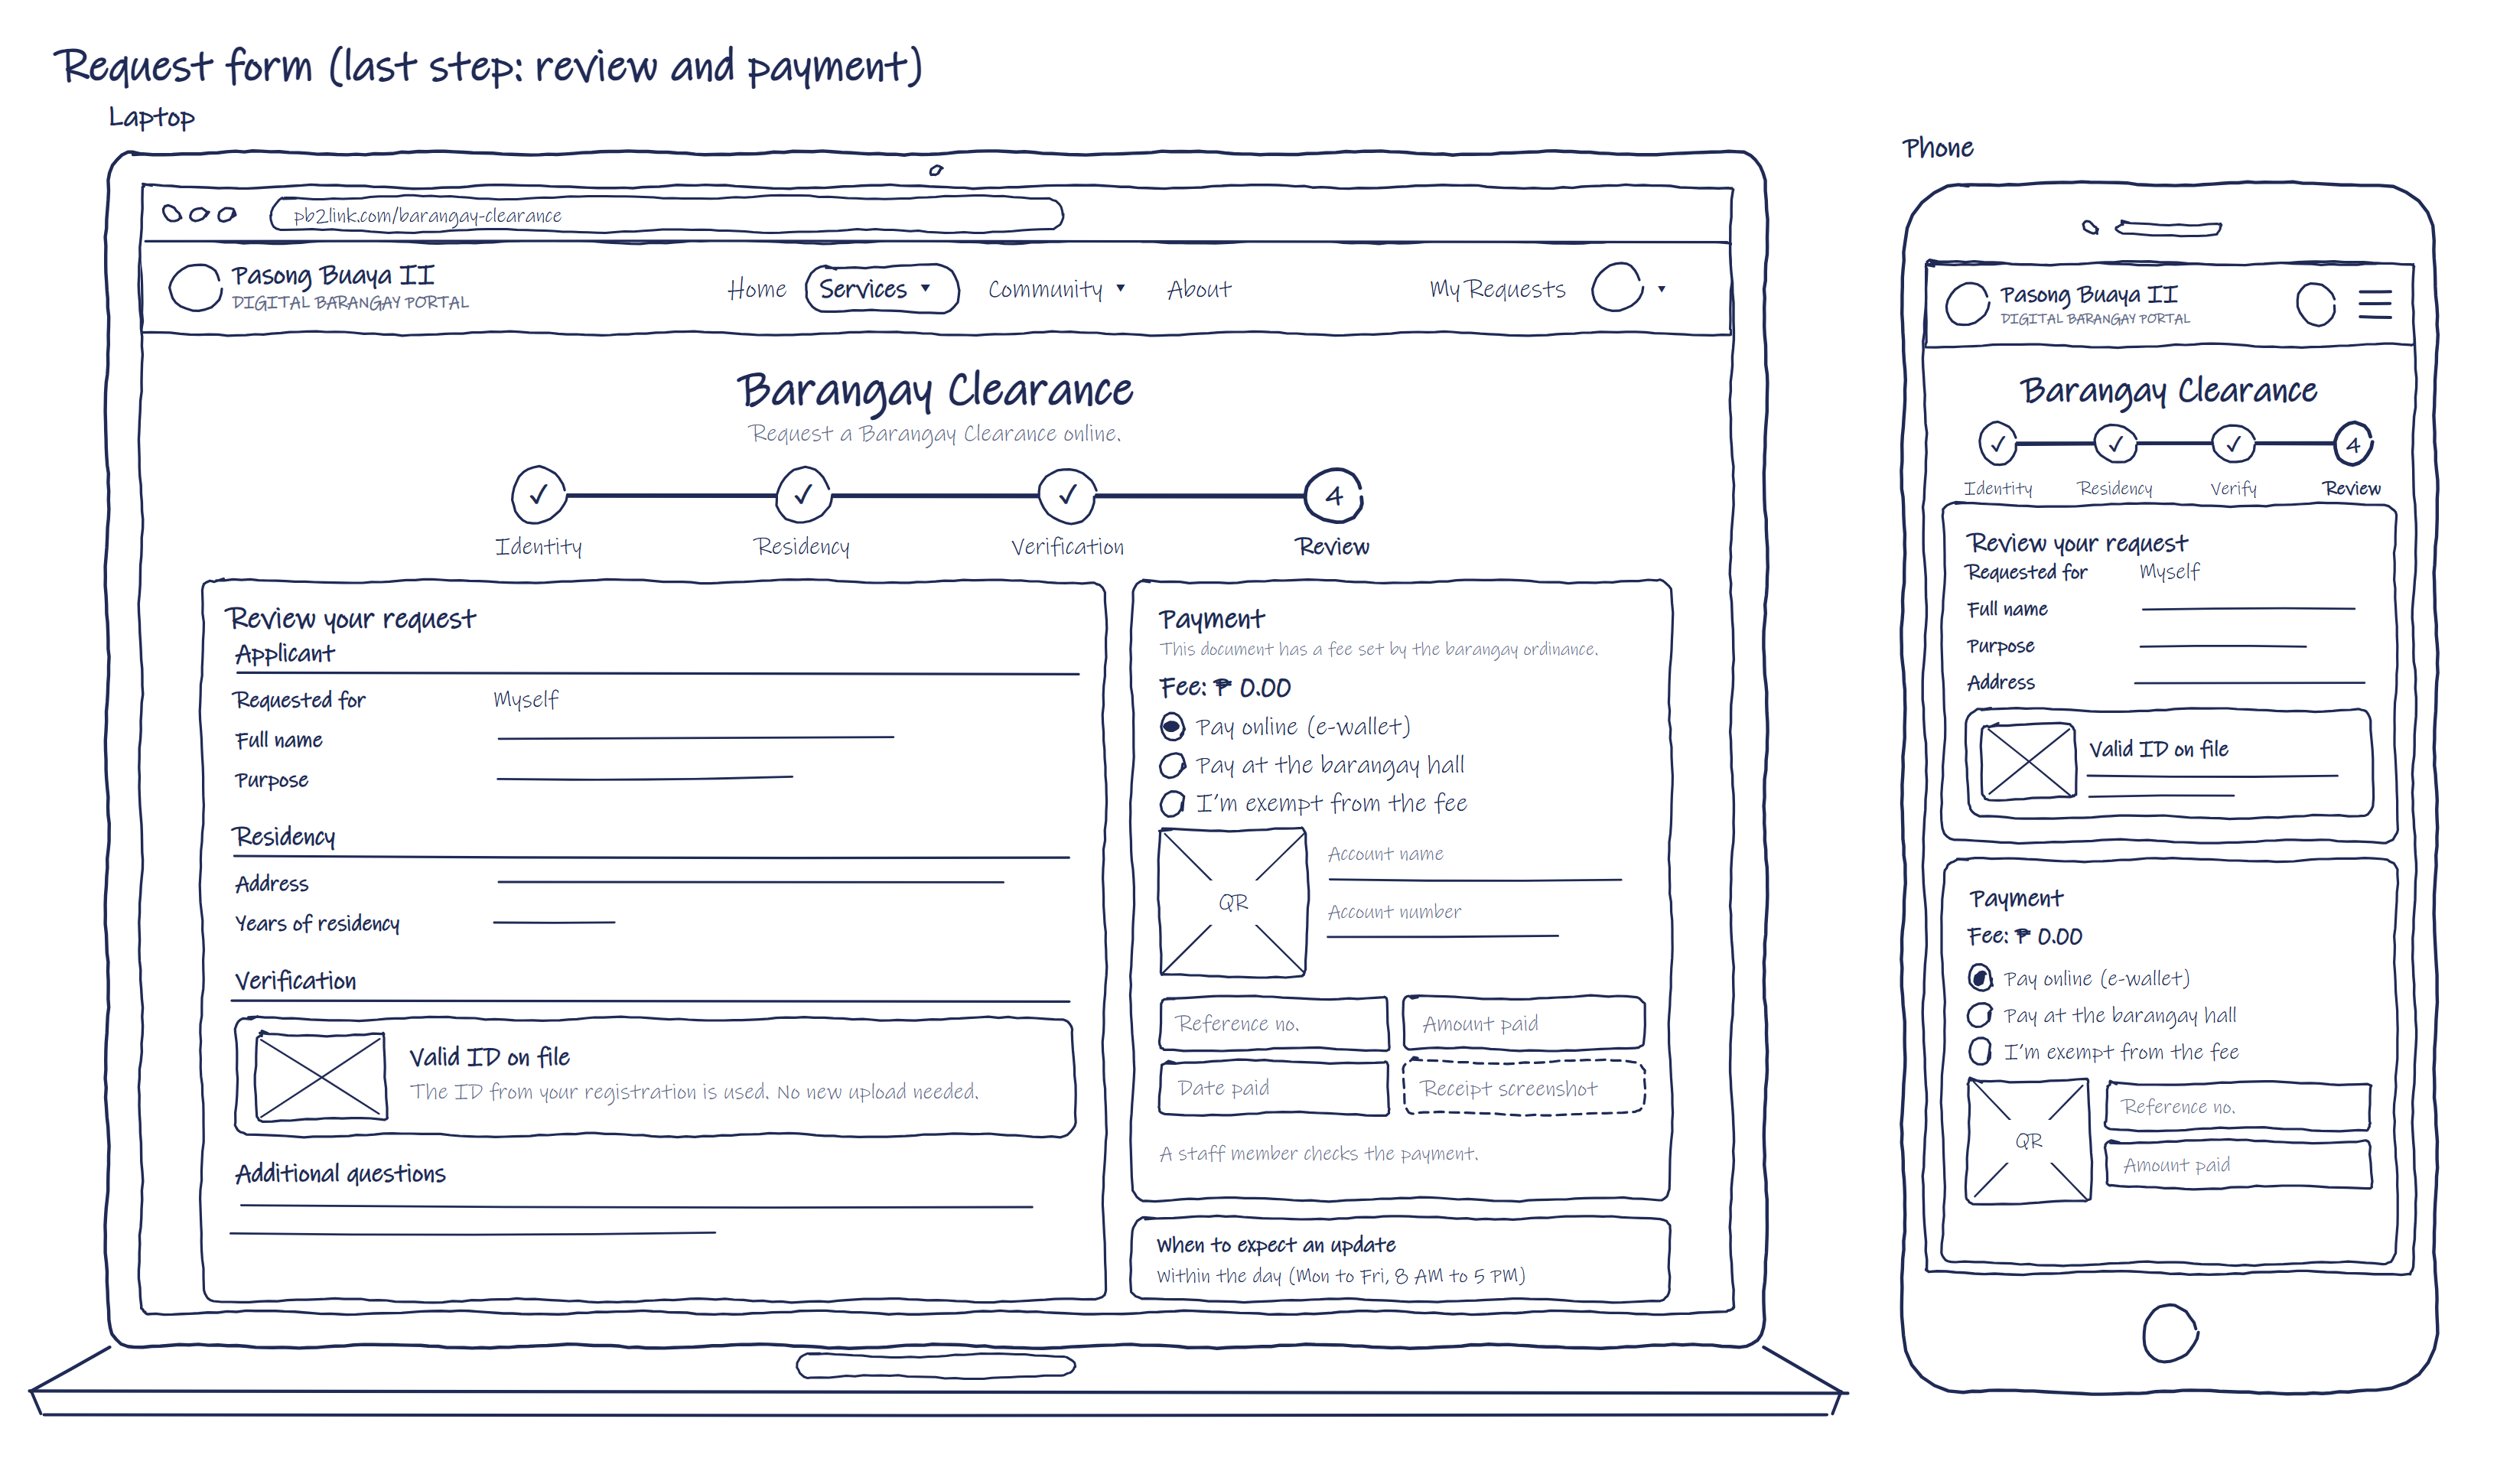 Request form (last step: review and payment)
Laptop
pb2link.com/barangay-clearance
Pasong Buaya II
DIGITAL BARANGAY PORTAL
Home
Services ▼
Community ▼
About
My Requests
▼
Barangay Clearance
Request a Barangay Clearance online.
✓ ✓ ✓ 4
Identity Residency Verification Review
Review your request
Applicant
Requested for Myself
Full name
Purpose
Residency
Address
Years of residency
Verification
Valid ID on file
The ID from your registration is used. No new upload needed.
Additional questions
Payment
This document has a fee set by the barangay ordinance.
Fee: ₱ 0.00
Pay online (e-wallet)
Pay at the barangay hall
I'm exempt from the fee
QR
Account name
Account number
Reference no.
Amount paid
Date paid
Receipt screenshot
A staff member checks the payment.
When to expect an update
Within the day (Mon to Fri, 8 AM to 5 PM)
Phone
Pasong Buaya II
DIGITAL BARANGAY PORTAL
Barangay Clearance
✓ ✓ ✓ 4
Identity Residency Verify Review
Review your request
Requested for Myself
Full name
Purpose
Address
Valid ID on file
Payment
Fee: ₱ 0.00
Pay online (e-wallet)
Pay at the barangay hall
I'm exempt from the fee
QR
Reference no.
Amount paid